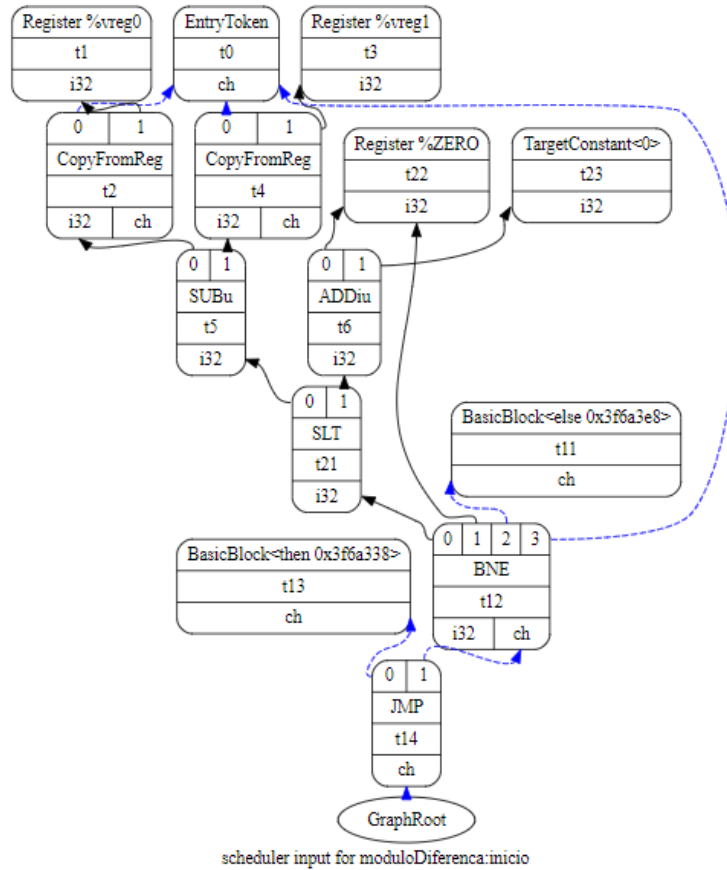 Register %vreg0
t1
i32
EntryToken
t0
ch
Register %vreg1
t3
i32
0 1
CopyFromReg
t2
i32 ch
0 1
CopyFromReg
t4
i32 ch
Register %ZERO
t22
i32
TargetConstant<0>
t23
i32
0 1
SUBu
t5
i32
0 1
ADDiu
t6
i32
0 1
SLT
t21
i32
BasicBlock<else 0x3f6a3e8>
t11
ch
BasicBlock<then 0x3f6a338>
t13
ch
0 1 2 3
BNE
t12
i32 ch
0 1
JMP
t14
ch
GraphRoot
scheduler input for moduloDiferenca:inicio